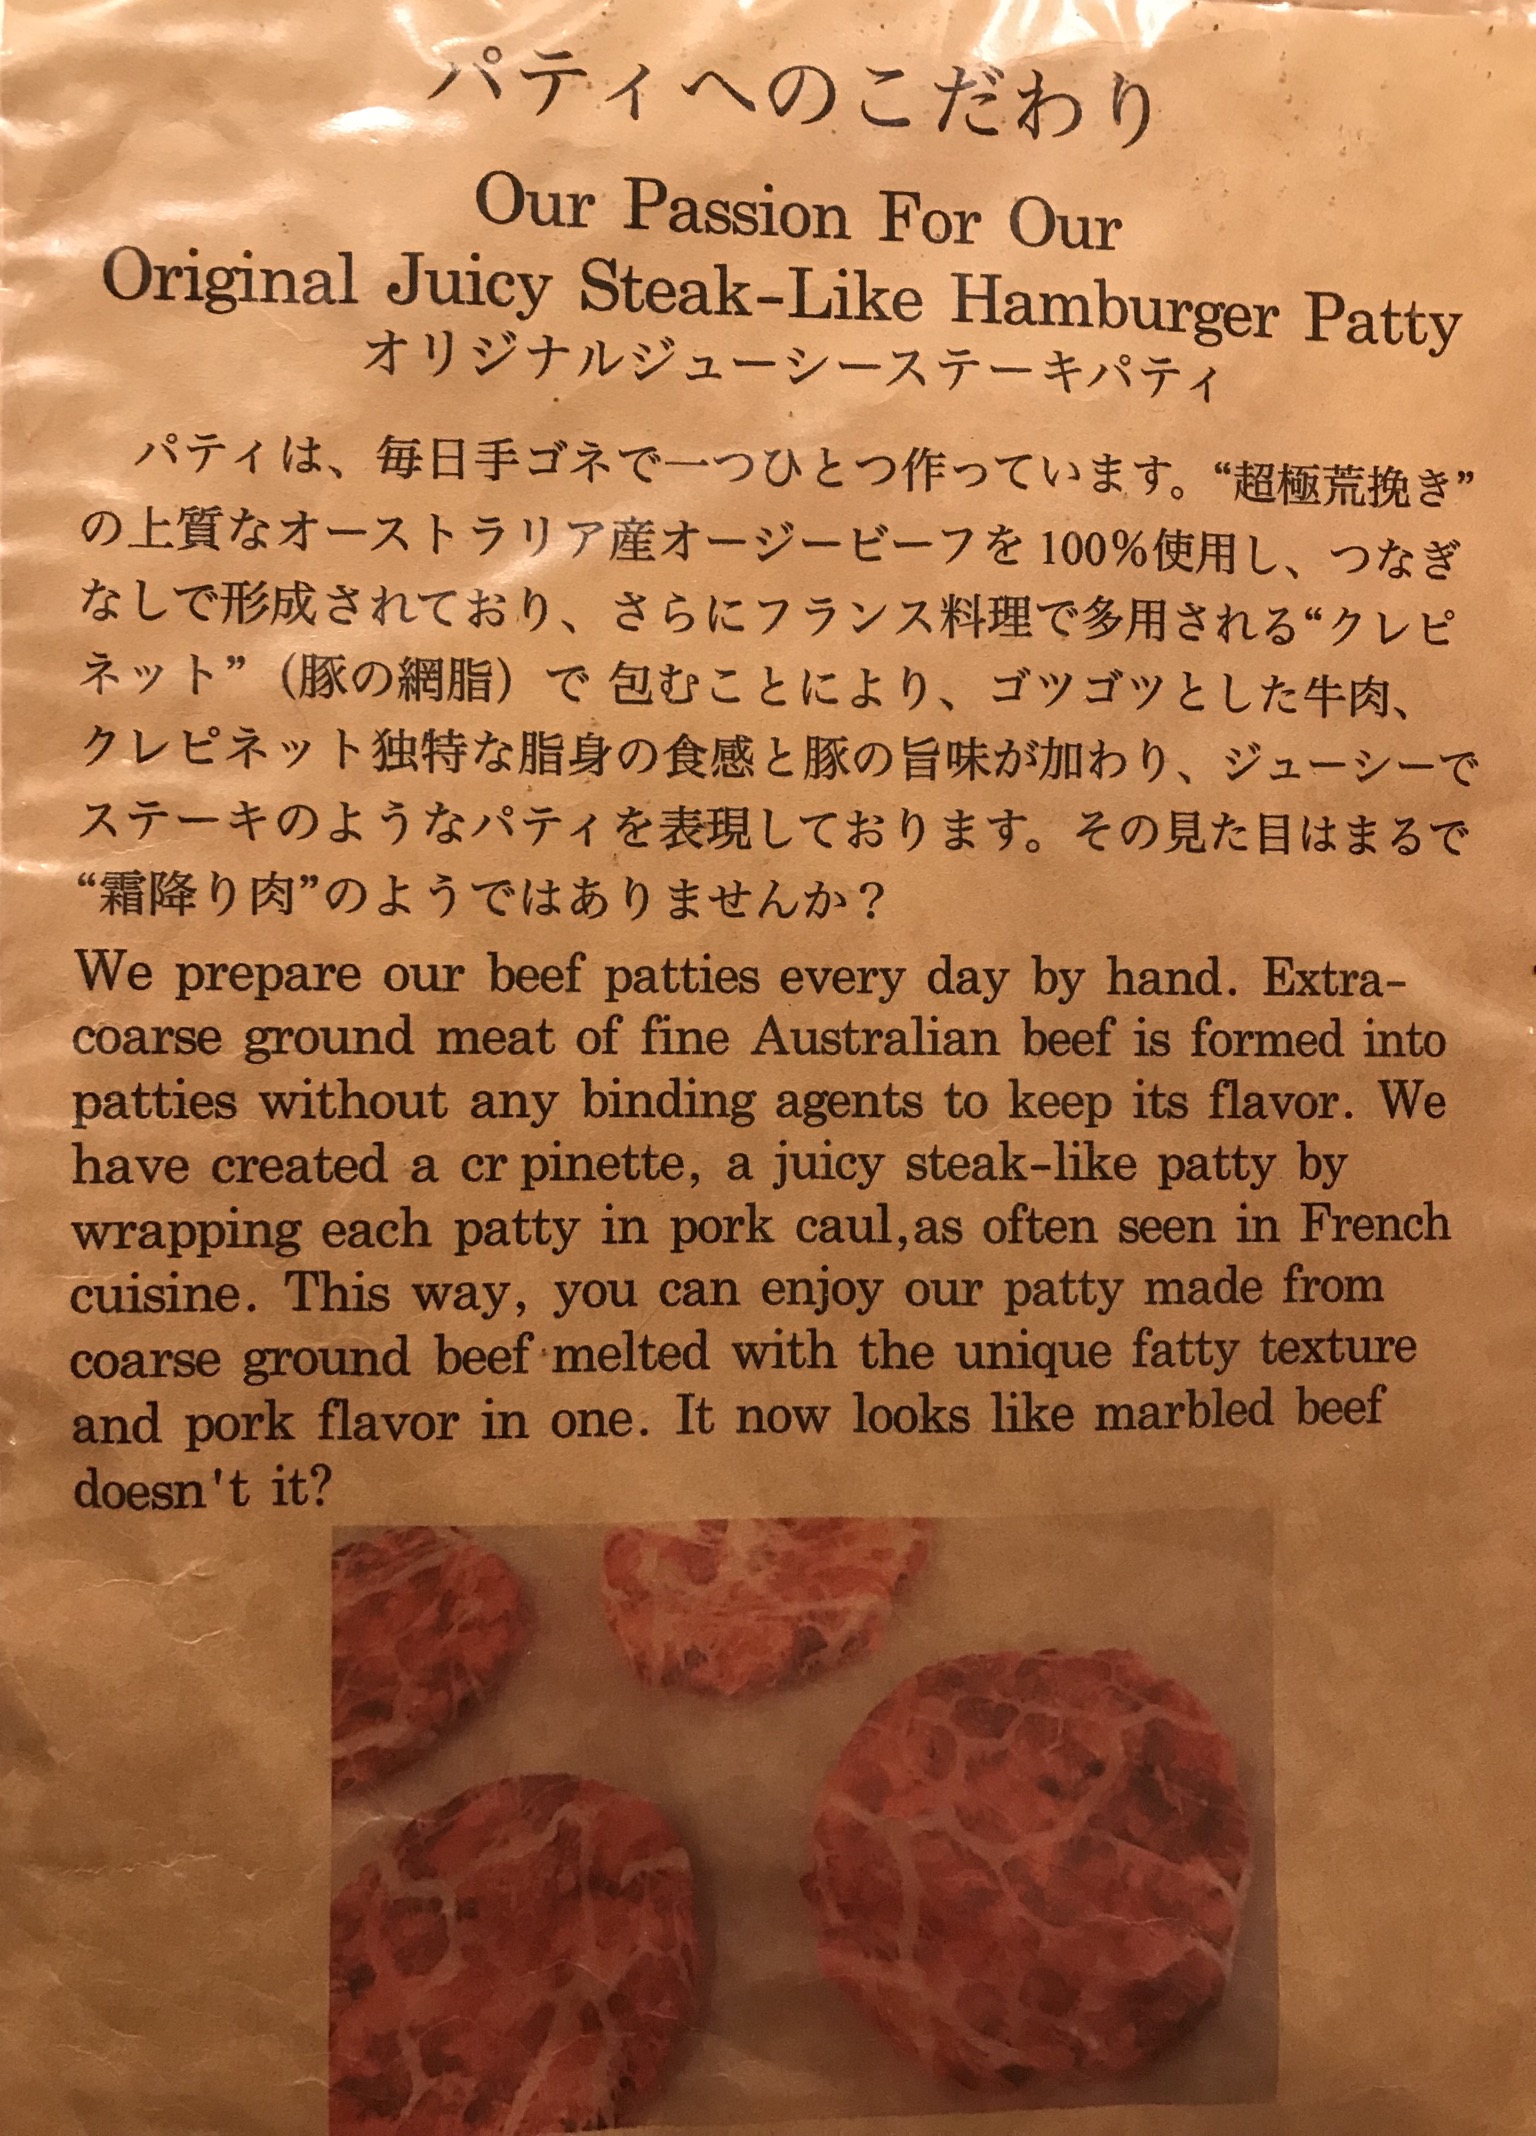 パティへのこだわり
Our Passion For Our
Original Juicy Steak-Like Hamburger Patty
オリジナルジューシーステーキパティ
パティは、毎日手ゴネで一つひとつ作っています。“超極荒挽き”
の上質なオーストラリア産オージービーフを100%使用し、つなぎ
なしで形成されており、さらにフランス料理で多用される“クレピ
ネット”（豚の網脂）で 包むことにより、ゴツゴツとした牛肉、
クレピネット独特な脂身の食感と豚の旨味が加わり、ジューシーで
ステーキのようなパティを表現しております。その見た目はまるで
“霜降り肉”のようではありませんか？
We prepare our beef patties every day by hand. Extra-
coarse ground meat of fine Australian beef is formed into
patties without any binding agents to keep its flavor. We
have created a cr pinette, a juicy steak-like patty by
wrapping each patty in pork caul,as often seen in French
cuisine. This way, you can enjoy our patty made from
coarse ground beef melted with the unique fatty texture
and pork flavor in one. It now looks like marbled beef
doesn't it?